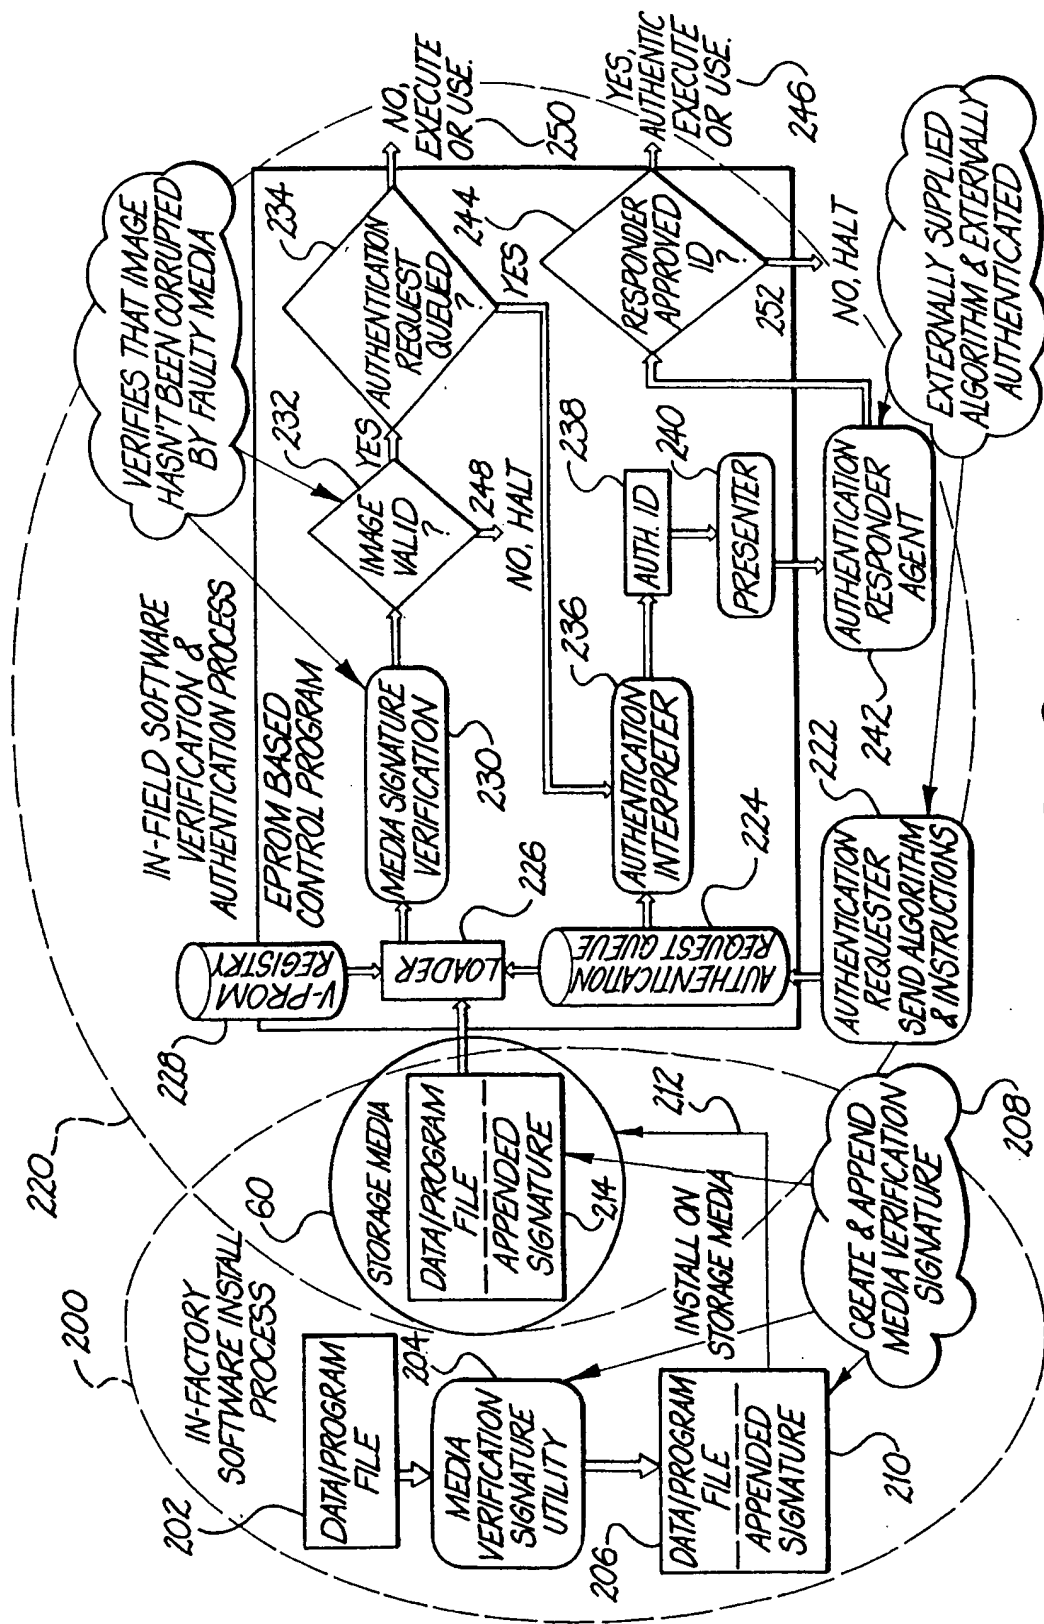 220
200
IN-FACTORY
SOFTWARE INSTALL
PROCESS
202
DATA/PROGRAM
FILE
204
MEDIA
VERIFICATION
SIGNATURE
UTILITY
206
DATA/PROGRAM
FILE
APPENDED
SIGNATURE
210
60
STORAGE MEDIA
DATA/PROGRAM
FILE
APPENDED
SIGNATURE
214
INSTALL ON
STORAGE MEDIA
212
CREATE & APPEND
MEDIA VERIFICATION
SIGNATURE
208
IN-FIELD SOFTWARE
VERIFICATION &
AUTHENTICATION PROCESS
228
V-PROM
REGISTRY
EPROM BASED
CONTROL PROGRAM
LOADER
226
MEDIA SIGNATURE
VERIFICATION
230
VERIFIES THAT IMAGE
HASN'T BEEN CORRUPTED
BY FAULTY MEDIA
232
IMAGE
VALID
?
YES
248
NO, HALT
234
AUTHENTICATION
REQUEST
QUEUED
?
YES
NO,
EXECUTE
OR USE.
250
AUTHENTICATION
REQUEST QUEUE
224
AUTHENTICATION
INTERPRETER
236
AUTH. ID
238
PRESENTER
240
244
RESPONDER
APPROVED
ID
?
YES,
AUTHENTIC
EXECUTE
OR USE.
246
252
NO, HALT
AUTHENTICATION
REQUESTER
SEND ALGORITHM
& INSTRUCTIONS
222
AUTHENTICATION
RESPONDER
AGENT
242
EXTERNALLY SUPPLIED
ALGORITHM & EXTERNALLY
AUTHENTICATED